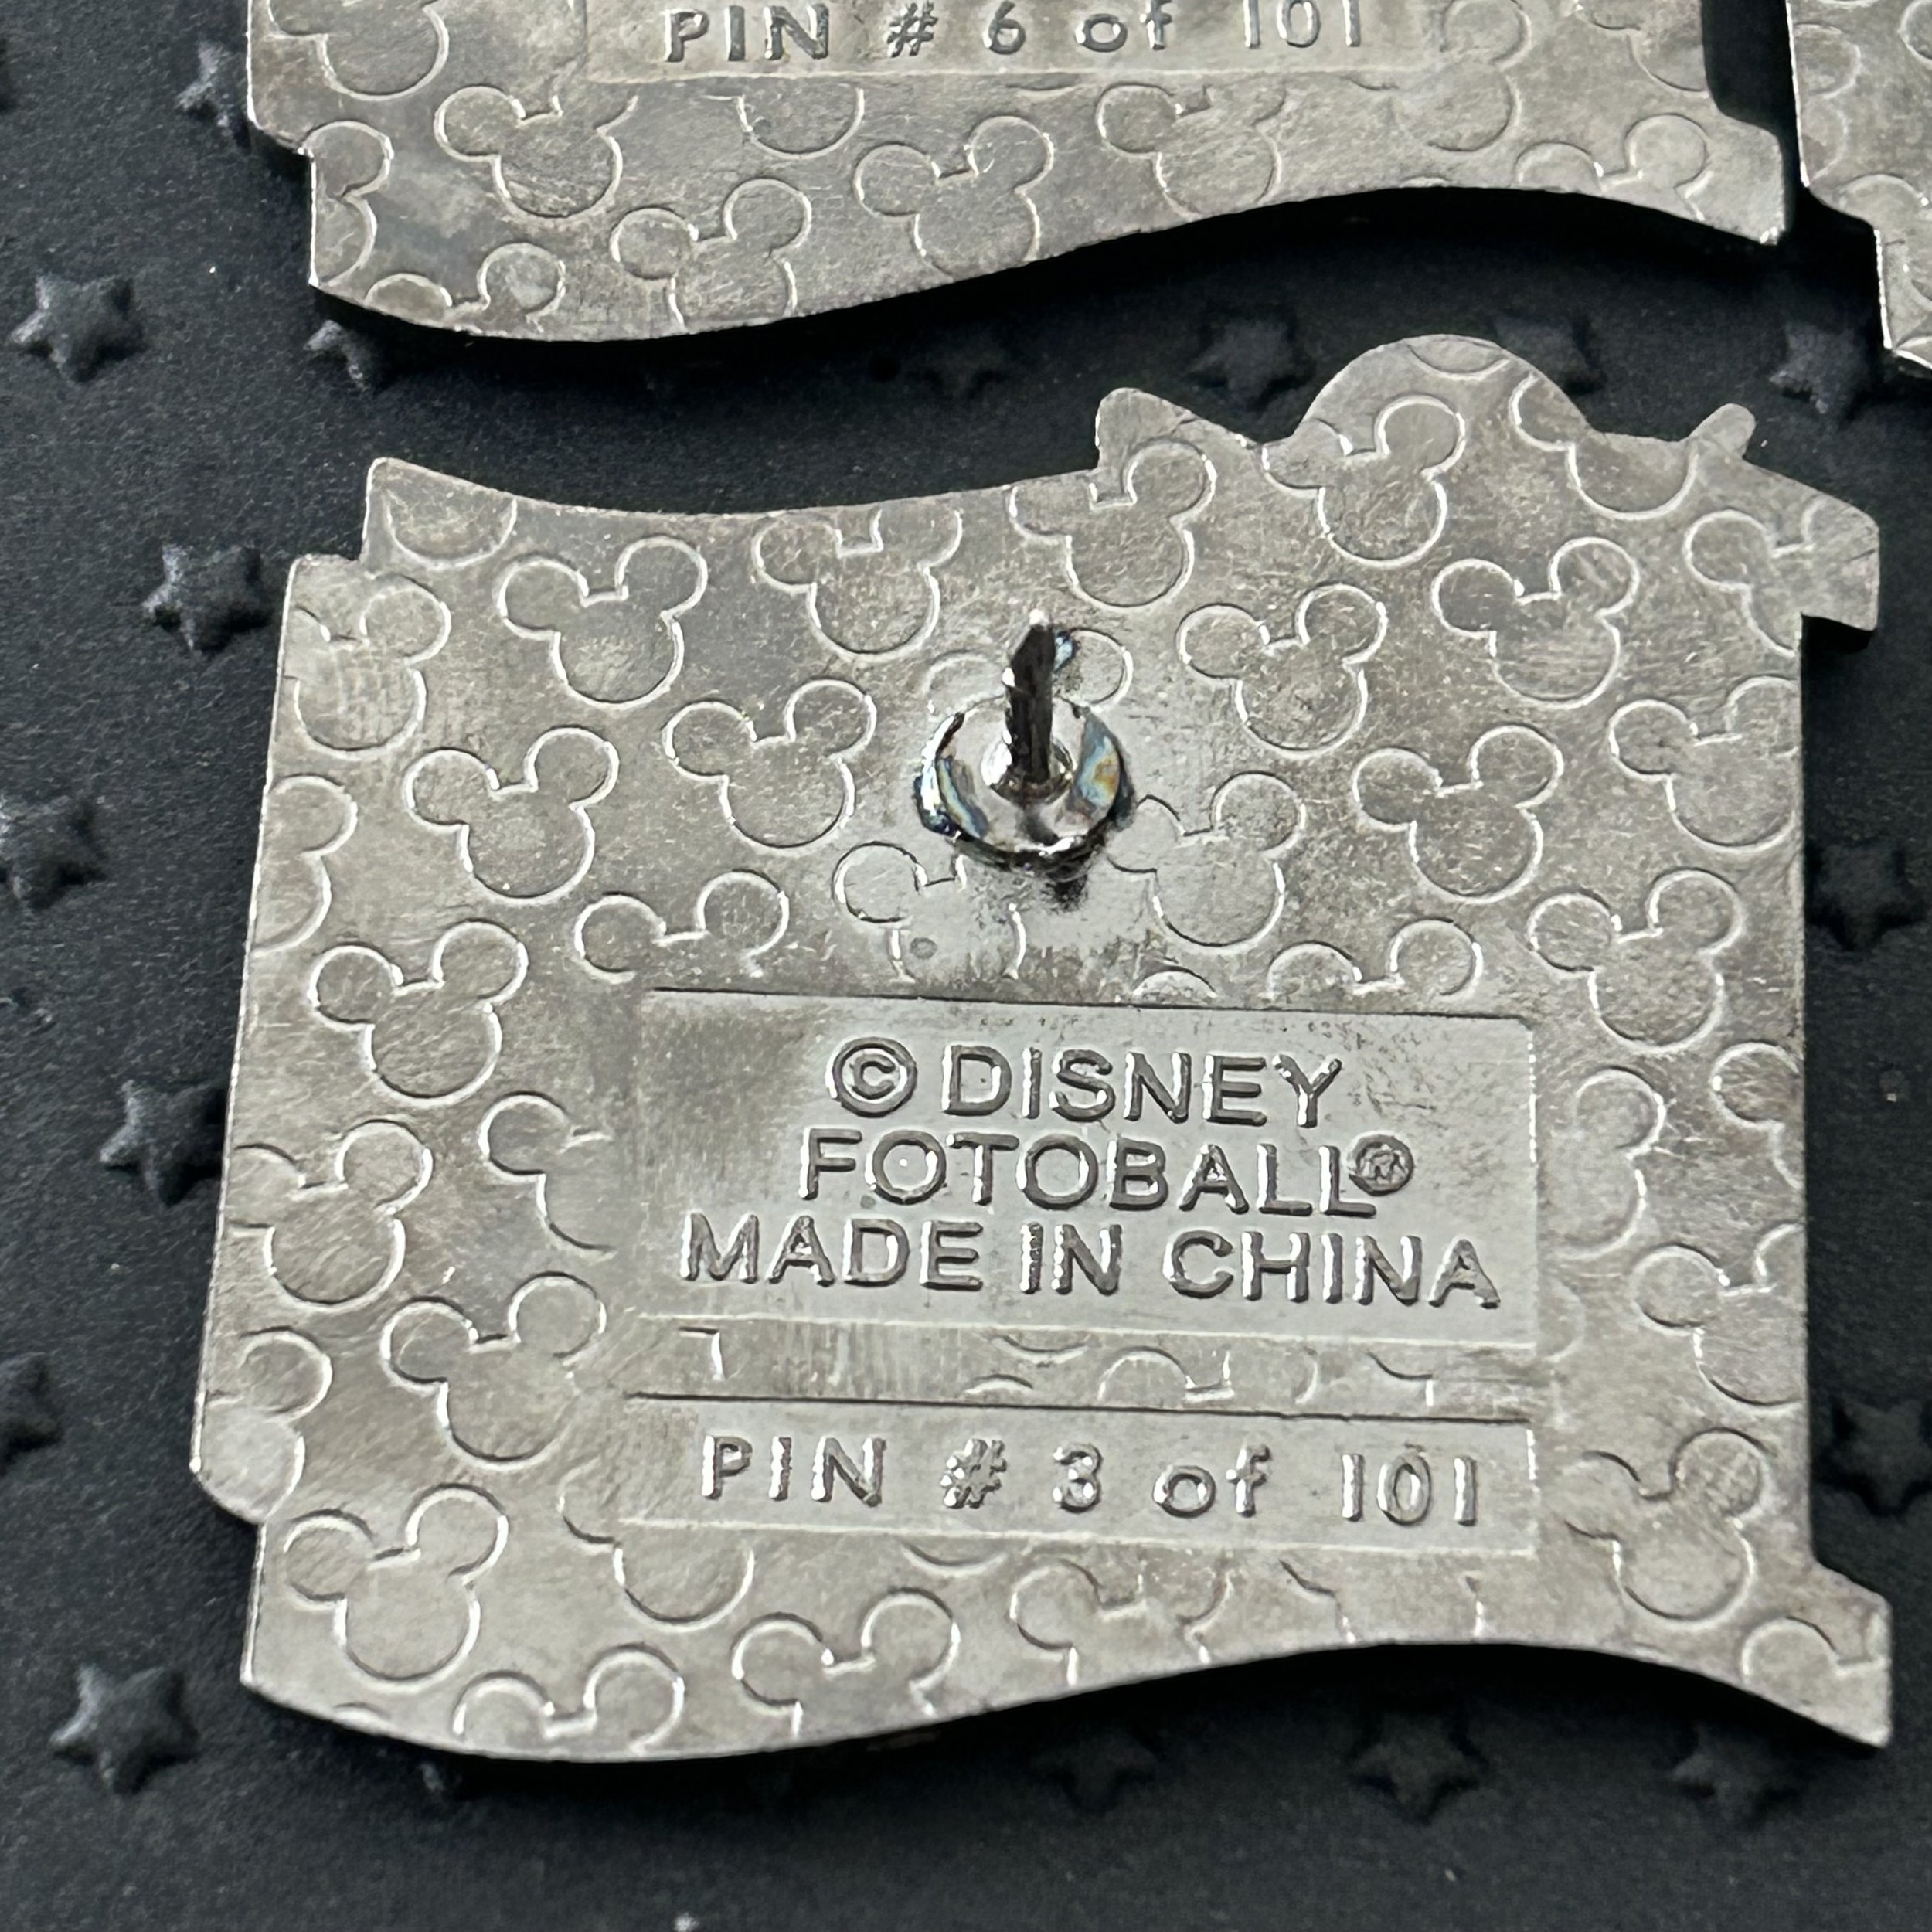 PIN # 6 of 101
© DISNEY
FOTOBALL®
MADE IN CHINA
PIN # 3 of 101